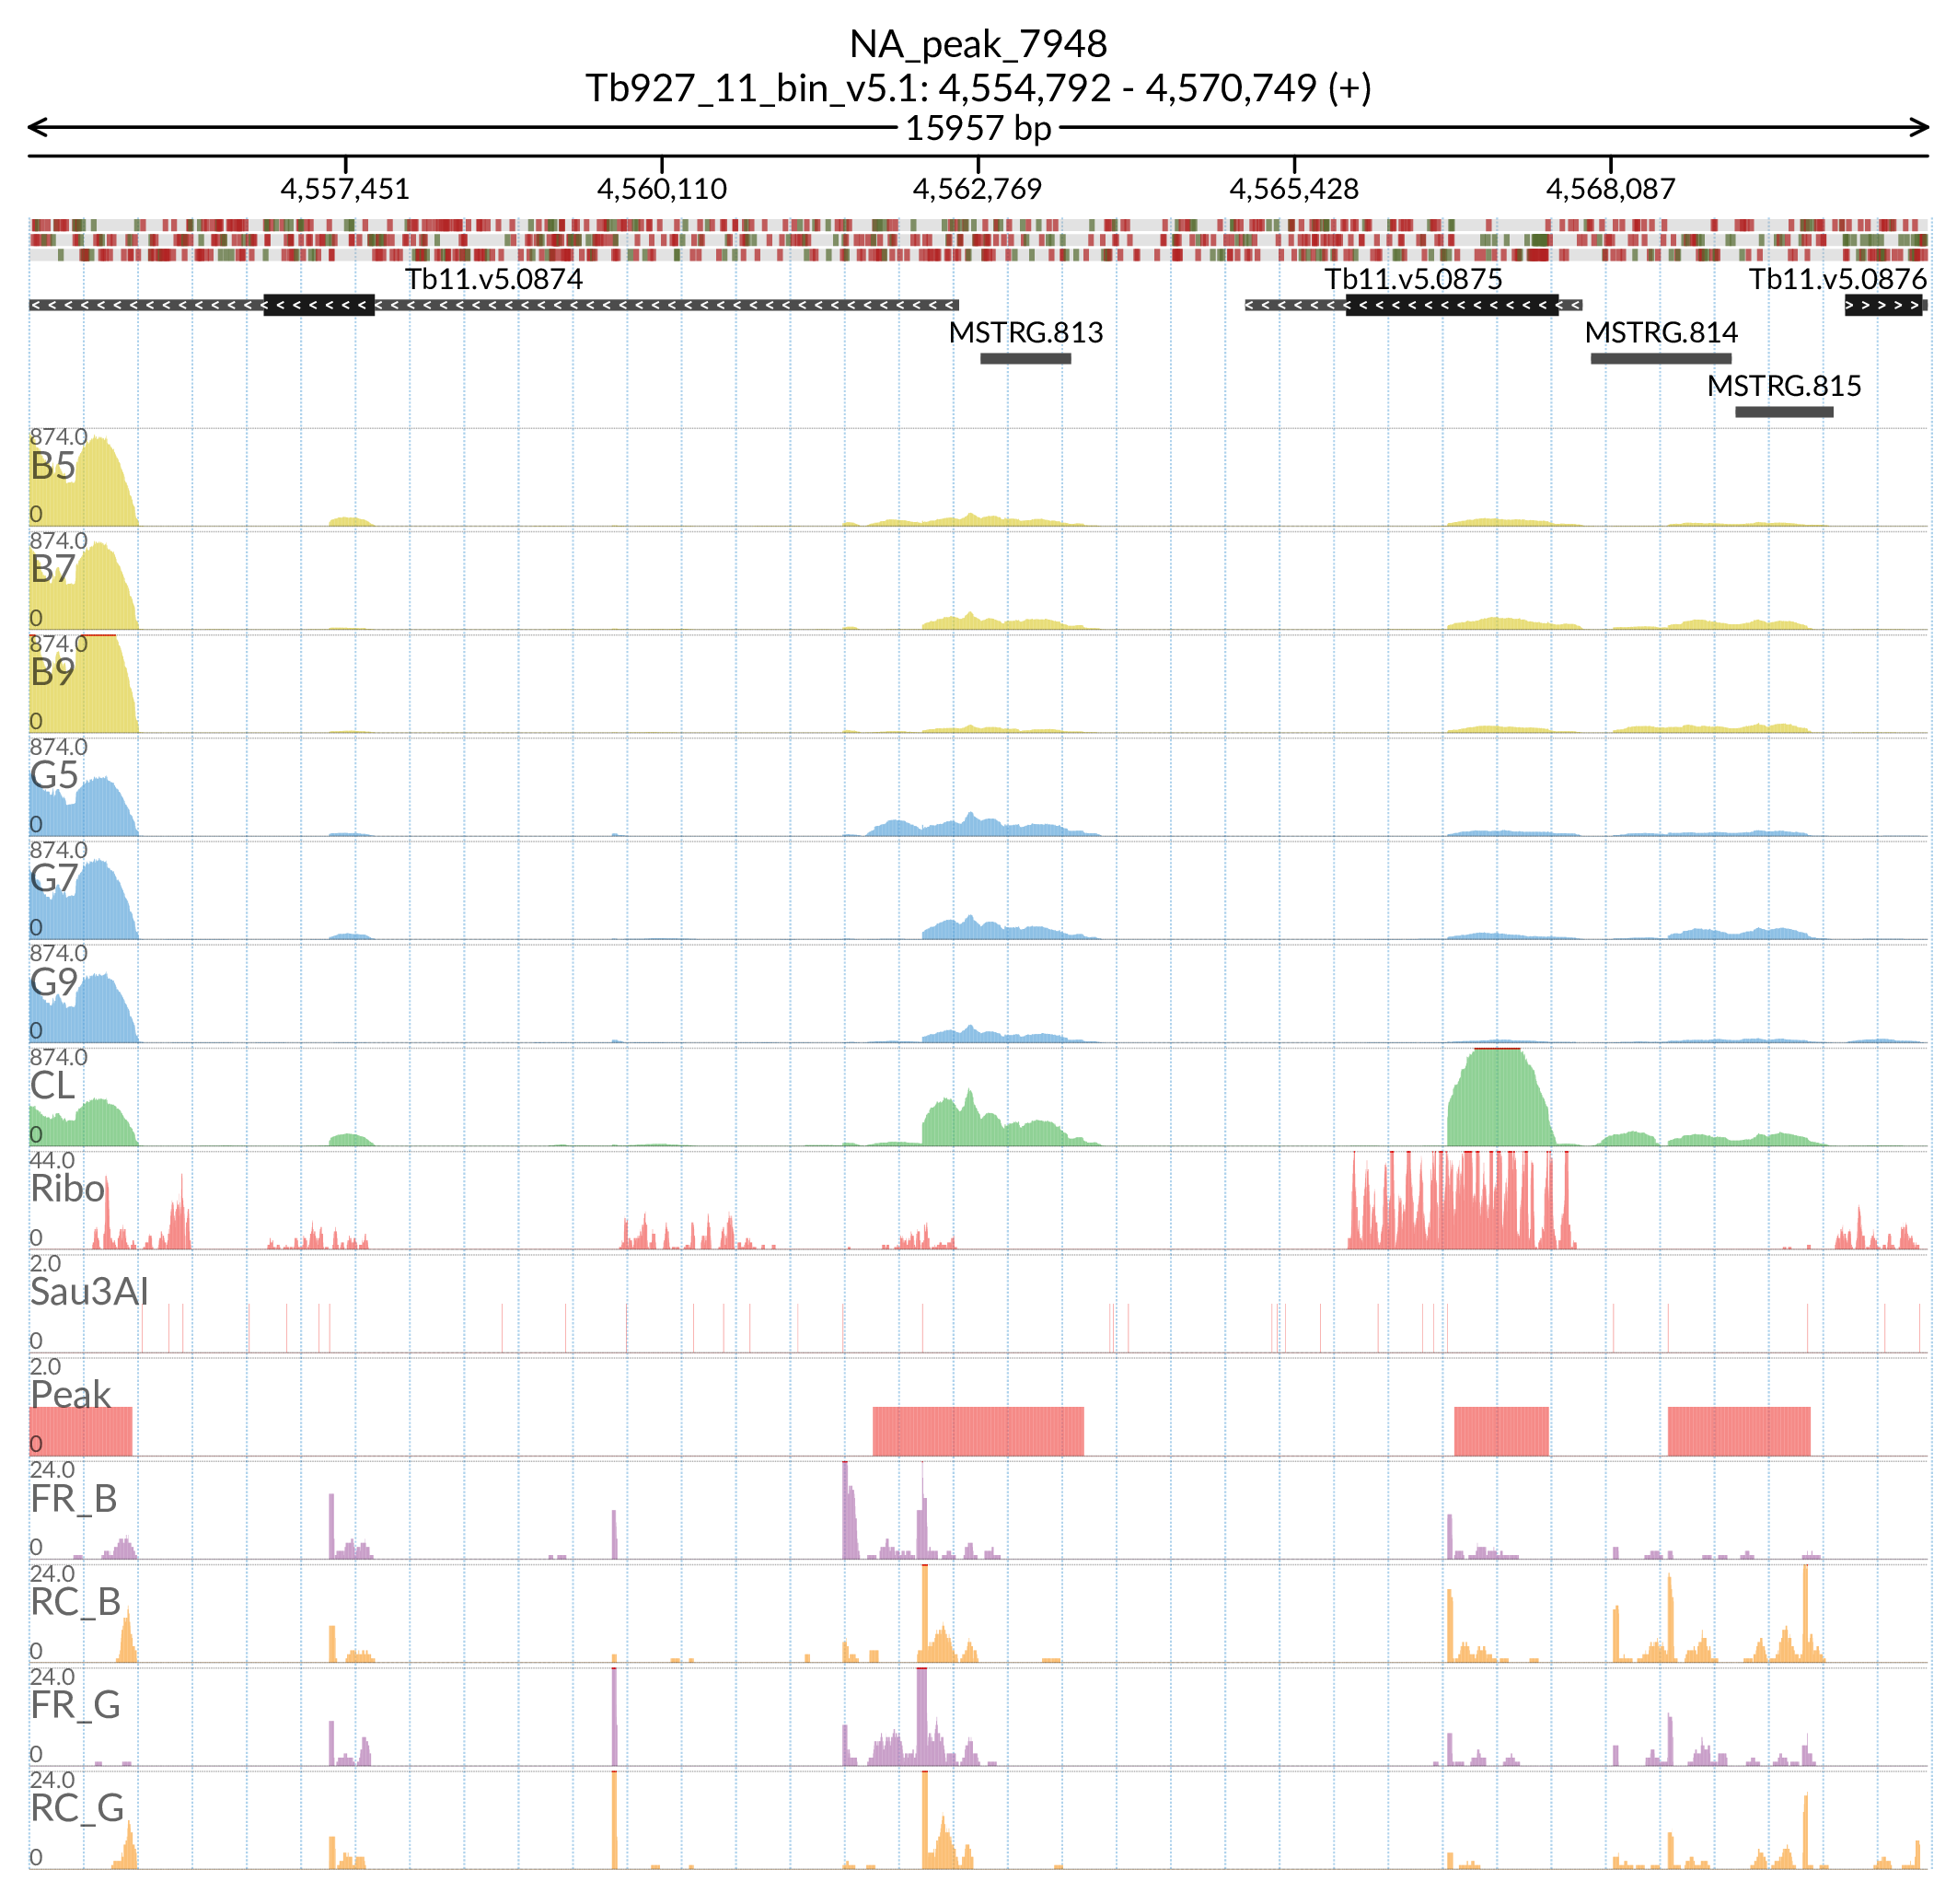 NA_peak_7948
Tb927_11_bin_v5.1: 4,554,792 - 4,570,749 (+)
15957 bp
4,557,451 4,560,110 4,562,769 4,565,428 4,568,087
Tb11.v5.0874 Tb11.v5.0875 Tb11.v5.0876
MSTRG.813 MSTRG.814
MSTRG.815
874.0
B5
0
874.0
B7
0
874.0
B9
0
874.0
G5
0
874.0
G7
0
874.0
G9
0
874.0
CL
0
44.0
Ribo
0
2.0
Sau3AI
0
2.0
Peak
0
24.0
FR_B
0
24.0
RC_B
0
24.0
FR_G
0
24.0
RC_G
0